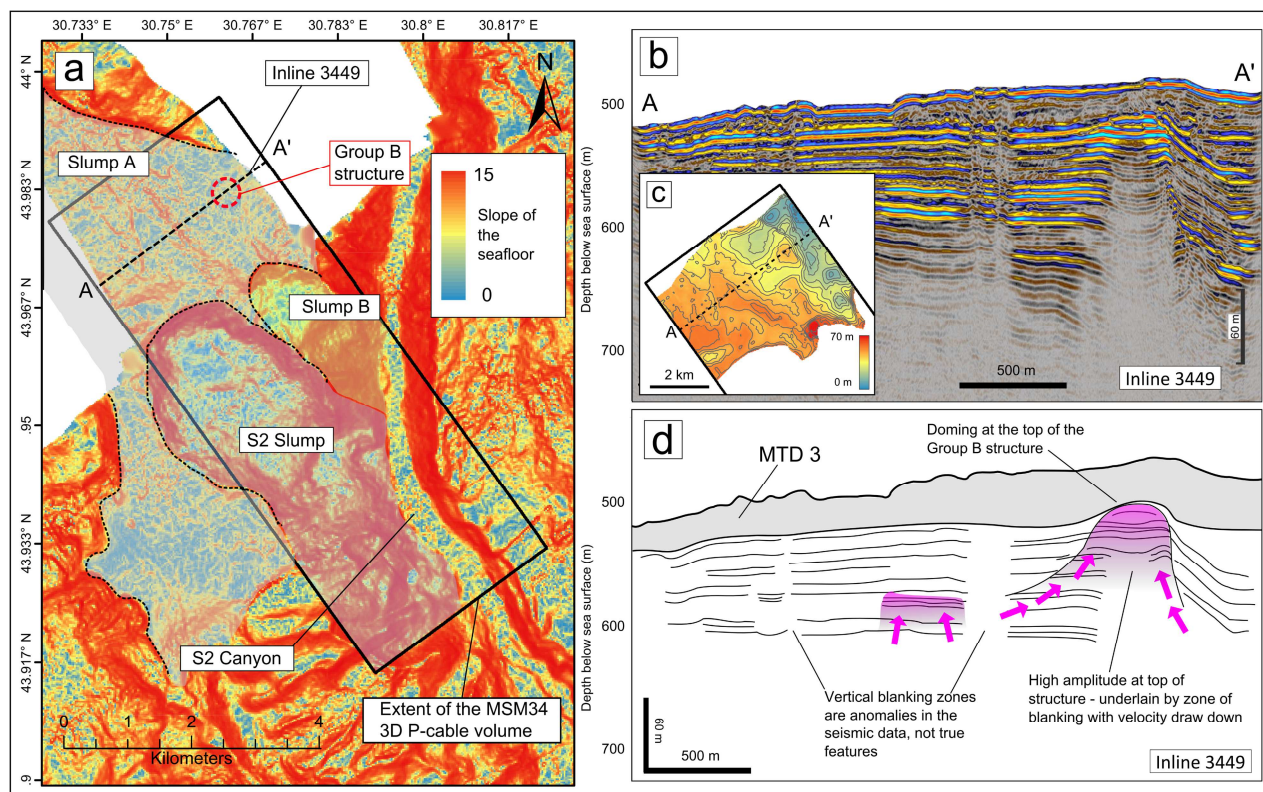 30.733° E
30.75° E
30.767° E
30.783° E
30.8° E
30.817° E
44° N
43.983° N
43.967° N
.95
43.933° N
43.917° N
.9
a
Inline 3449
N
Slump A
A'
Group B
structure
15
Slope of
the
seafloor
0
A
Slump B
S2 Slump
S2 Canyon
Extent of the MSM34
3D P-cable volume
0
1
2
4
Kilometers
b
A
A'
Depth below sea surface (m)
500
600
700
60 m
500 m
Inline 3449
c
A'
A
70 m
0 m
2 km
d
Depth below sea surface (m)
500
600
700
MTD 3
Doming at the top of the
Group B structure
Vertical blanking zones
are anomalies in the
seismic data, not true
features
High amplitude at top of
structure - underlain by zone of
blanking with velocity draw down
60 m
500 m
Inline 3449